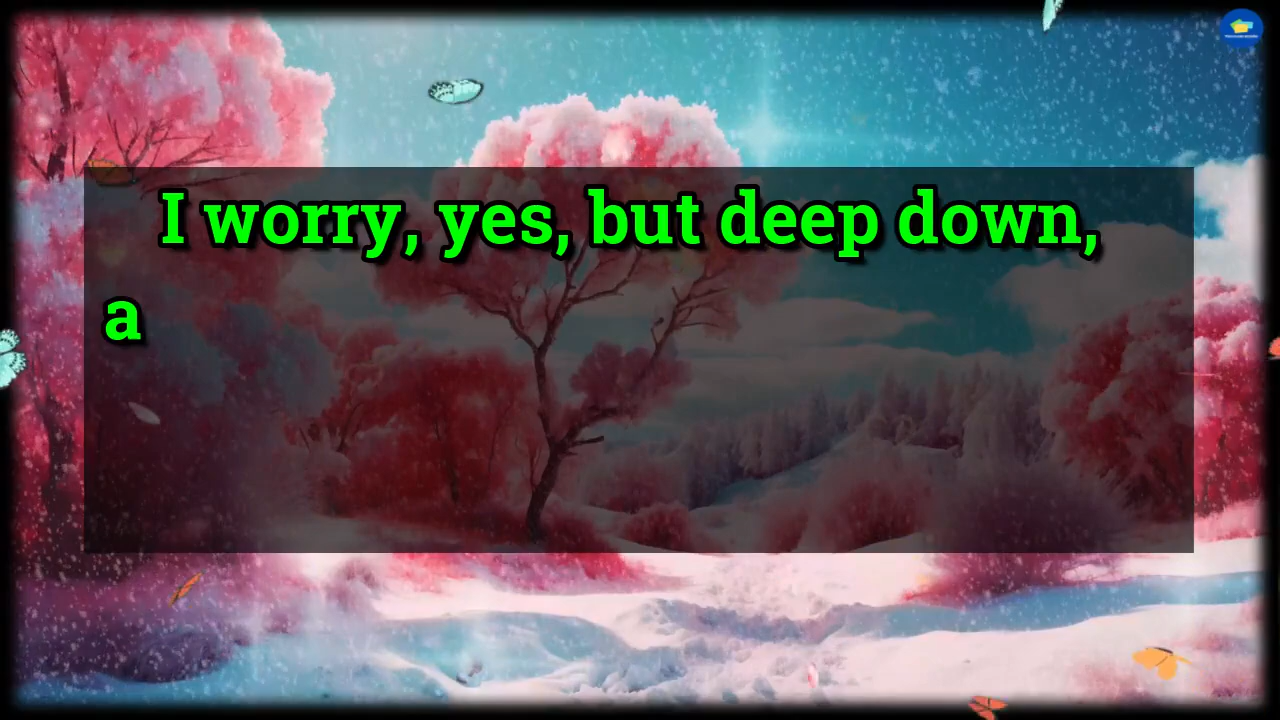 I worry, yes, but deep down,
a